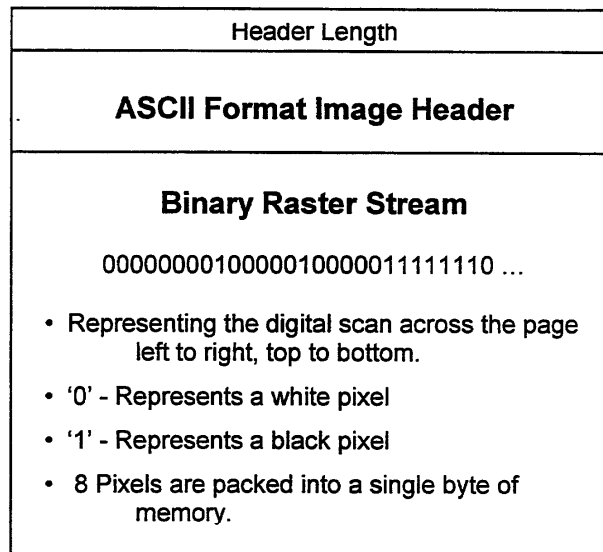 Header Length
ASCII Format Image Header
Binary Raster Stream
0000000010000010000011111110 ...
• Representing the digital scan across the page
left to right, top to bottom.
• '0' - Represents a white pixel
• '1' - Represents a black pixel
• 8 Pixels are packed into a single byte of
memory.